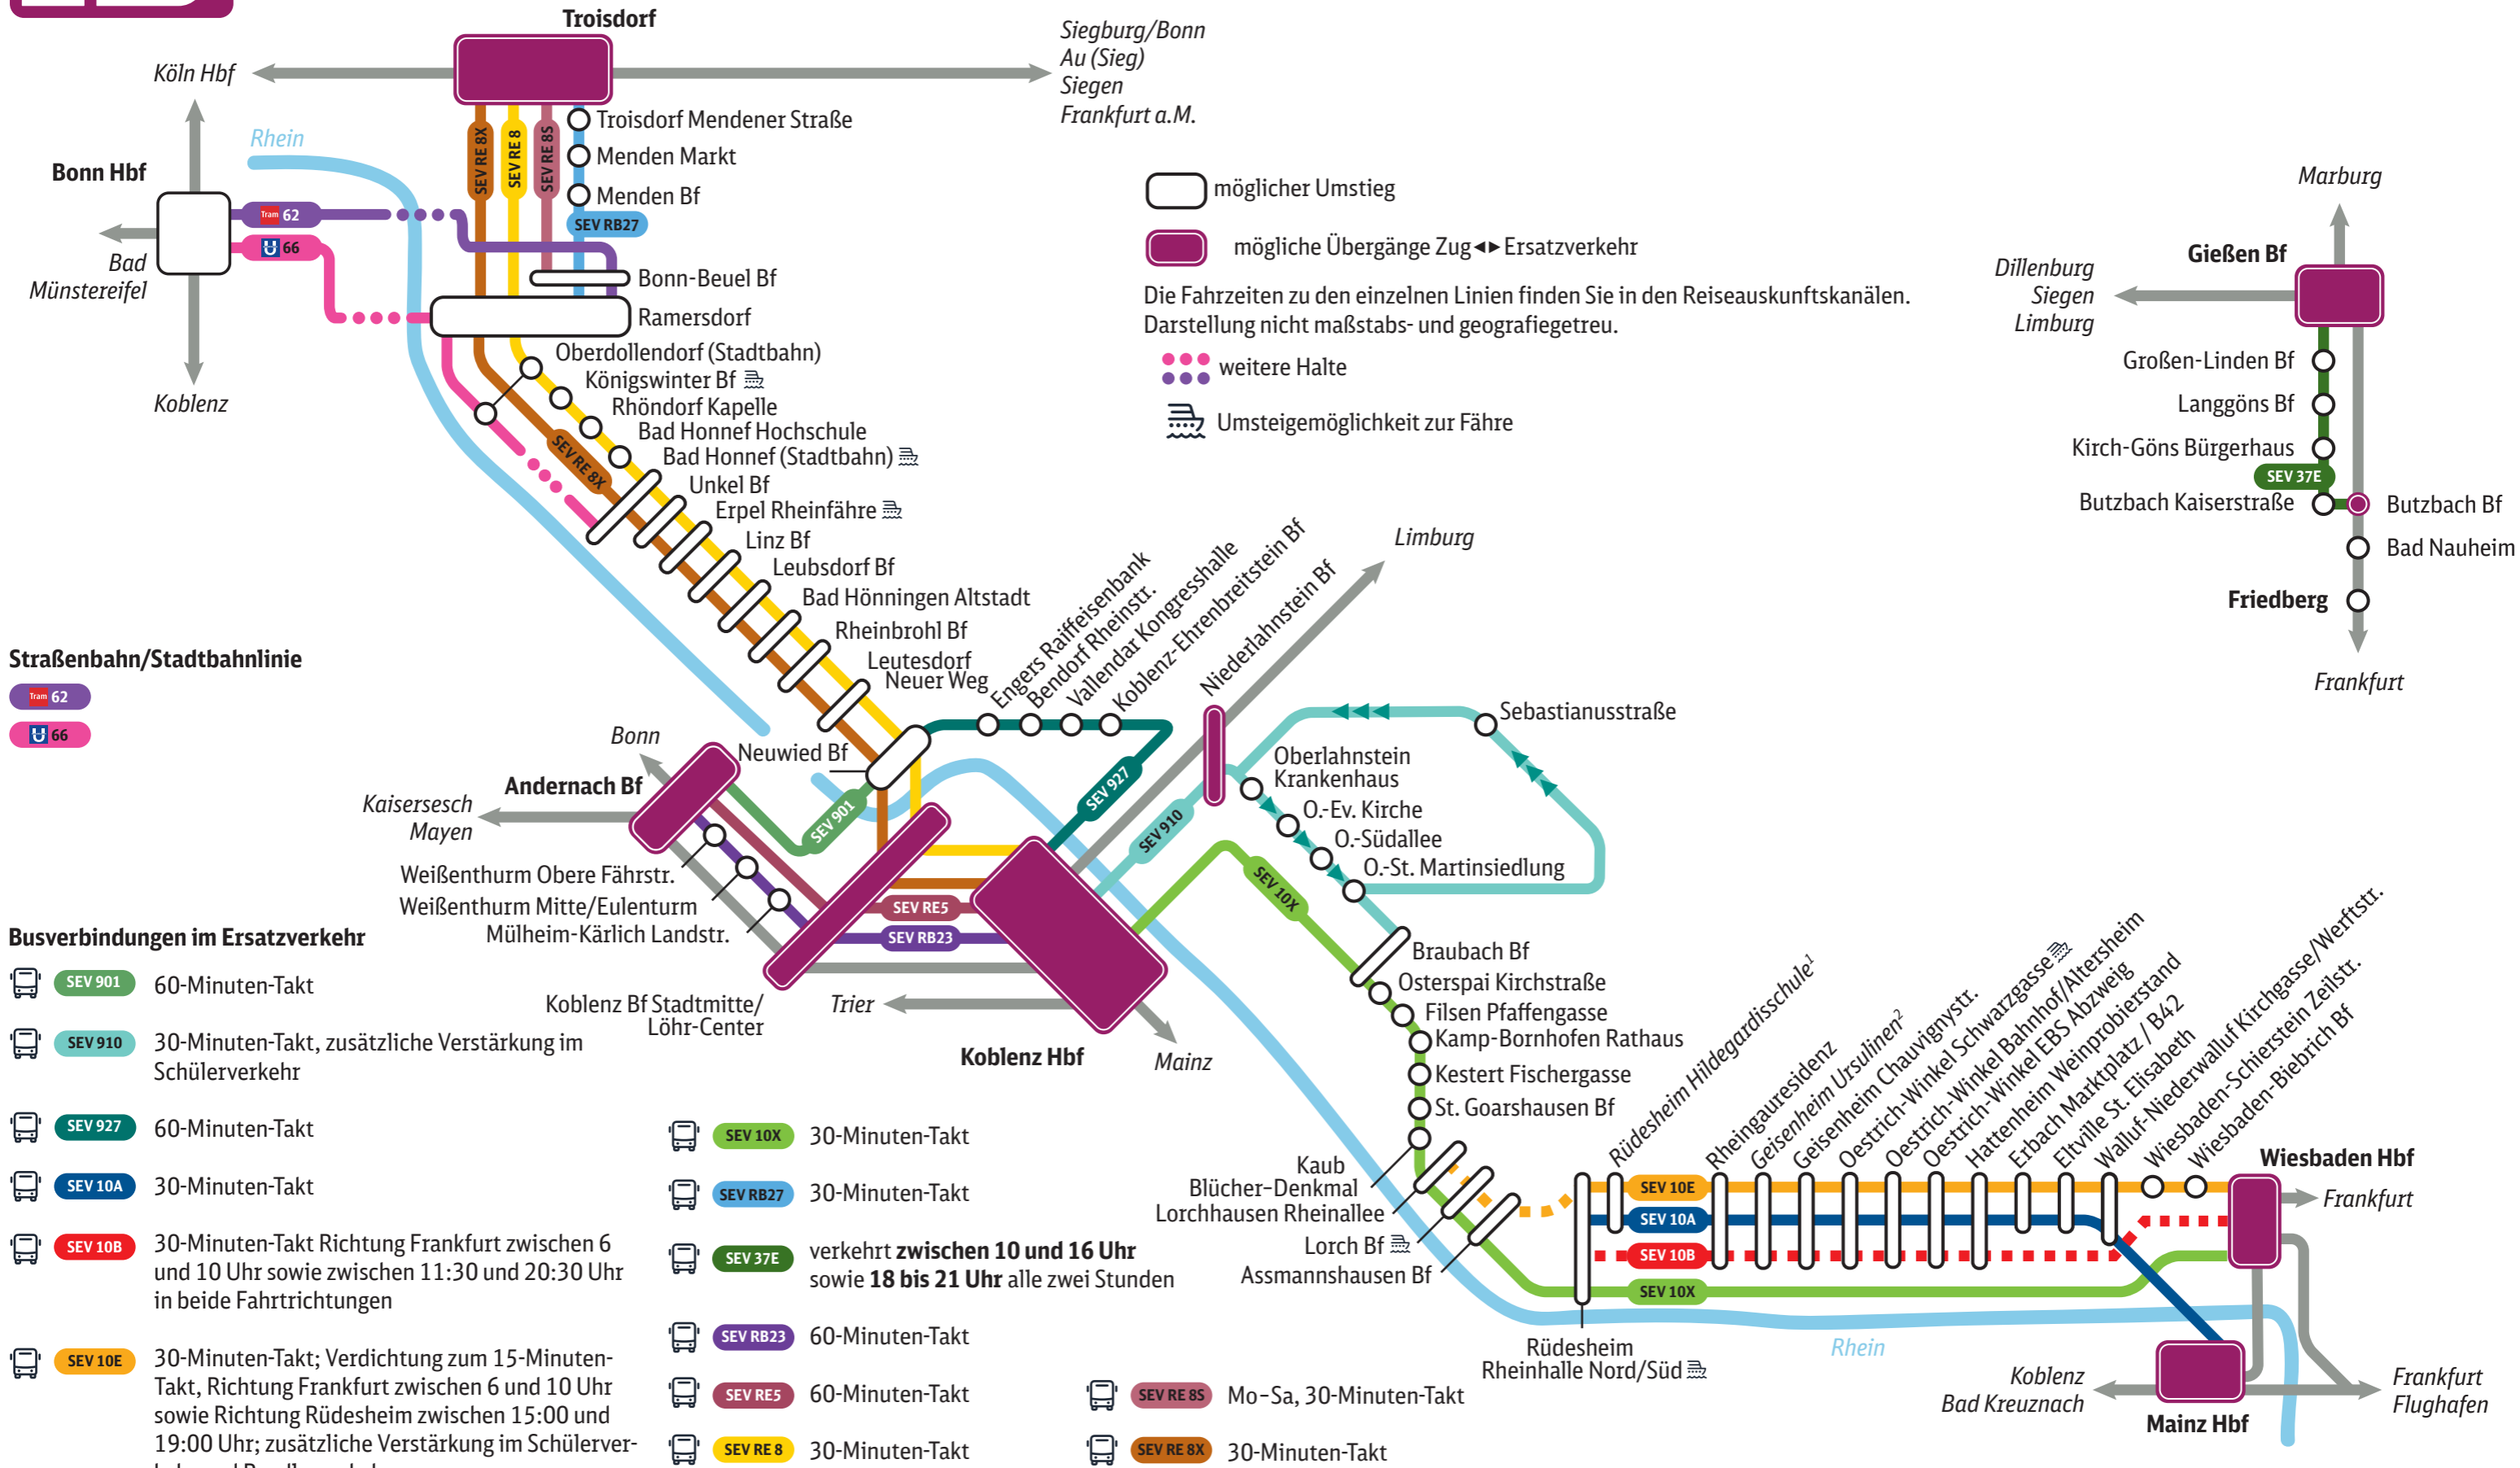 Troisdorf
Köln Hbf
Siegburg/Bonn
Au (Sieg)
Siegen
Frankfurt a.M.
Rhein
Bonn Hbf
Bad
Münstereifel
Koblenz
Tram 62
U 66
SEV RE 8X
SEV RE 8
SEV RE 8S
Troisdorf Mendener Straße
Menden Markt
Menden Bf
SEV RB27
Bonn-Beuel Bf
Ramersdorf
Oberdollendorf (Stadtbahn)
Königswinter Bf
Rhöndorf Kapelle
Bad Honnef Hochschule
Bad Honnef (Stadtbahn)
SEV RE 8X
Unkel Bf
Erpel Rheinfähre
Linz Bf
Leubsdorf Bf
Bad Hönningen Altstadt
Rheinbrohl Bf
Leutesdorf
Neuer Weg
Neuwied Bf
möglicher Umstieg
mögliche Übergänge Zug◄►Ersatzverkehr
Die Fahrzeiten zu den einzelnen Linien finden Sie in den Reiseauskunftskanälen.
Darstellung nicht maßstabs- und geografiegetreu.
weitere Halte
Umsteigemöglichkeit zur Fähre
Marburg
Gießen Bf
Dillenburg
Siegen
Limburg
Großen-Linden Bf
Langgöns Bf
Kirch-Göns Bürgerhaus
SEV 37E
Butzbach Kaiserstraße
Butzbach Bf
Bad Nauheim
Friedberg
Frankfurt
Straßenbahn/Stadtbahnlinie
Tram 62
U 66
Engers Raiffeisenbank
Bendorf Rheinstr.
Vallendar Kongresshalle
Koblenz-Ehrenbreitstein Bf
Niederlahnstein Bf
Limburg
Bonn
Andernach Bf
Kaisersesch
Mayen
SEV 901
SEV 927
SEV 910
Weißenthurm Obere Fährstr.
Weißenthurm Mitte/Eulenturm
Mülheim-Kärlich Landstr.
SEV RE5
SEV RB23
Koblenz Bf Stadtmitte/
Löhr-Center
Trier
Koblenz Hbf
Mainz
Sebastianusstraße
Oberlahnstein
Krankenhaus
O.-Ev. Kirche
O.-Südallee
O.-St. Martinsiedlung
SEV 10X
Braubach Bf
Osterspai Kirchstraße
Filsen Pfaffengasse
Kamp-Bornhofen Rathaus
Kestert Fischergasse
St. Goarshausen Bf
Kaub
Blücher-Denkmal
Lorchhausen Rheinallee
Lorch Bf
Assmannshausen Bf
Rüdesheim
Rheinhalle Nord/Süd
Rüdesheim Hildegardisschule¹
Rheingauresidenz
Geisenheim Ursulinen²
Geisenheim Chauvignystr.
Oestrich-Winkel Schwarzgasse
Oestrich-Winkel Bahnhof/Altersheim
Oestrich-Winkel EBS Abzweig
Hattenheim Weinprobierstand
Erbach Marktplatz / B42
Eltville St. Elisabeth
Walluf-Niederwalluf Kirchgasse/Werftstr.
Wiesbaden-Schierstein Zeilstr.
Wiesbaden-Biebrich Bf
SEV 10E
SEV 10A
SEV 10B
SEV 10X
Wiesbaden Hbf
Frankfurt
Rhein
Koblenz
Bad Kreuznach
Mainz Hbf
Frankfurt
Flughafen
Busverbindungen im Ersatzverkehr
SEV 901 60-Minuten-Takt
SEV 910 30-Minuten-Takt, zusätzliche Verstärkung im
Schülerverkehr
SEV 927 60-Minuten-Takt
SEV 10A 30-Minuten-Takt
SEV 10B 30-Minuten-Takt Richtung Frankfurt zwischen 6
und 10 Uhr sowie zwischen 11:30 und 20:30 Uhr
in beide Fahrtrichtungen
SEV 10E 30-Minuten-Takt; Verdichtung zum 15-Minuten-
Takt, Richtung Frankfurt zwischen 6 und 10 Uhr
sowie Richtung Rüdesheim zwischen 15:00 und
19:00 Uhr; zusätzliche Verstärkung im Schülerver-
SEV 10X 30-Minuten-Takt
SEV RB27 30-Minuten-Takt
SEV 37E verkehrt zwischen 10 und 16 Uhr
sowie 18 bis 21 Uhr alle zwei Stunden
SEV RB23 60-Minuten-Takt
SEV RE5 60-Minuten-Takt
SEV RE 8 30-Minuten-Takt
SEV RE 8S Mo–Sa, 30-Minuten-Takt
SEV RE 8X 30-Minuten-Takt